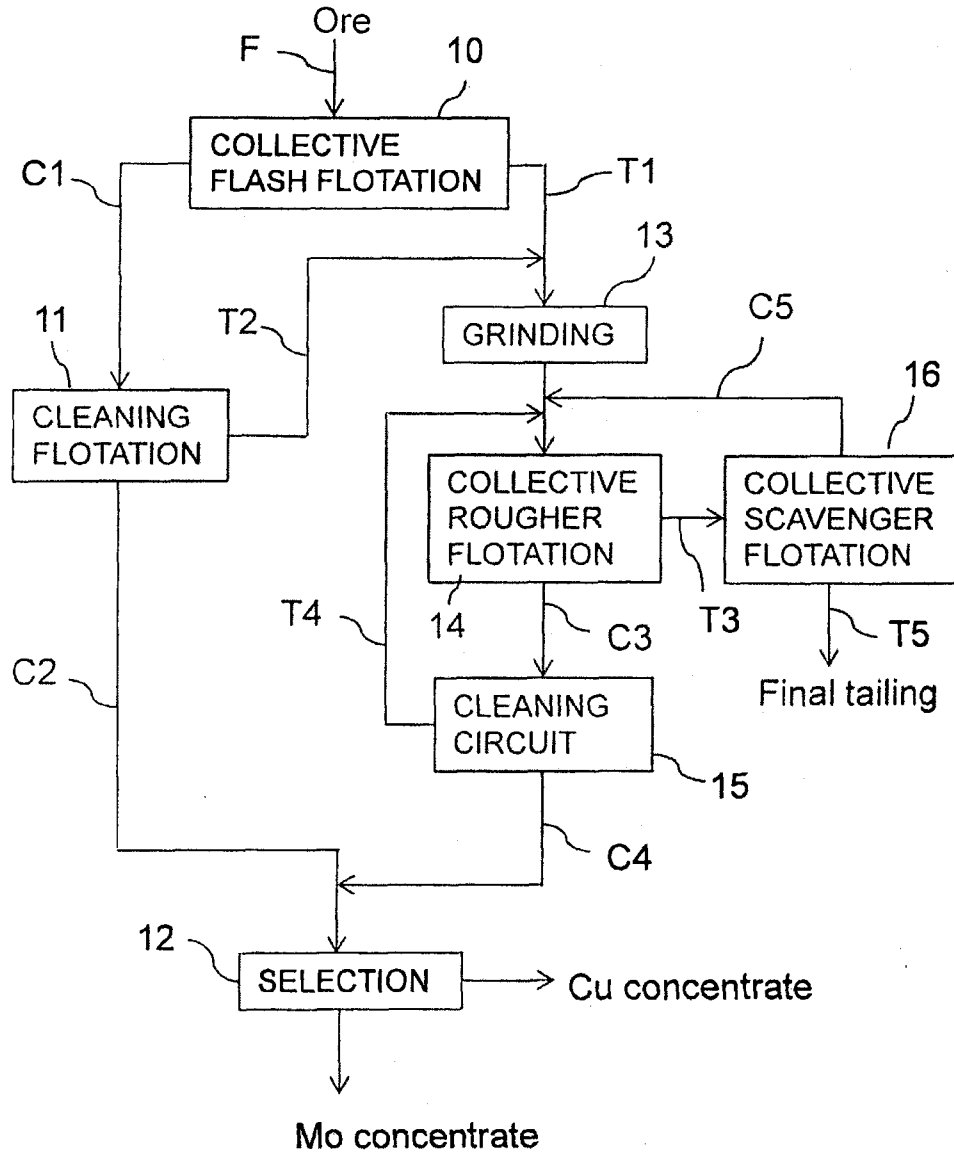 Ore
F
10
COLLECTIVE
FLASH FLOTATION
C1
T1
13
GRINDING
T2
C5
11
16
CLEANING
FLOTATION
COLLECTIVE
ROUGHER
FLOTATION
14
COLLECTIVE
SCAVENGER
FLOTATION
T4
C3
T3
T5
Final tailing
C2
CLEANING
CIRCUIT
15
C4
12
SELECTION
Cu concentrate
Mo concentrate